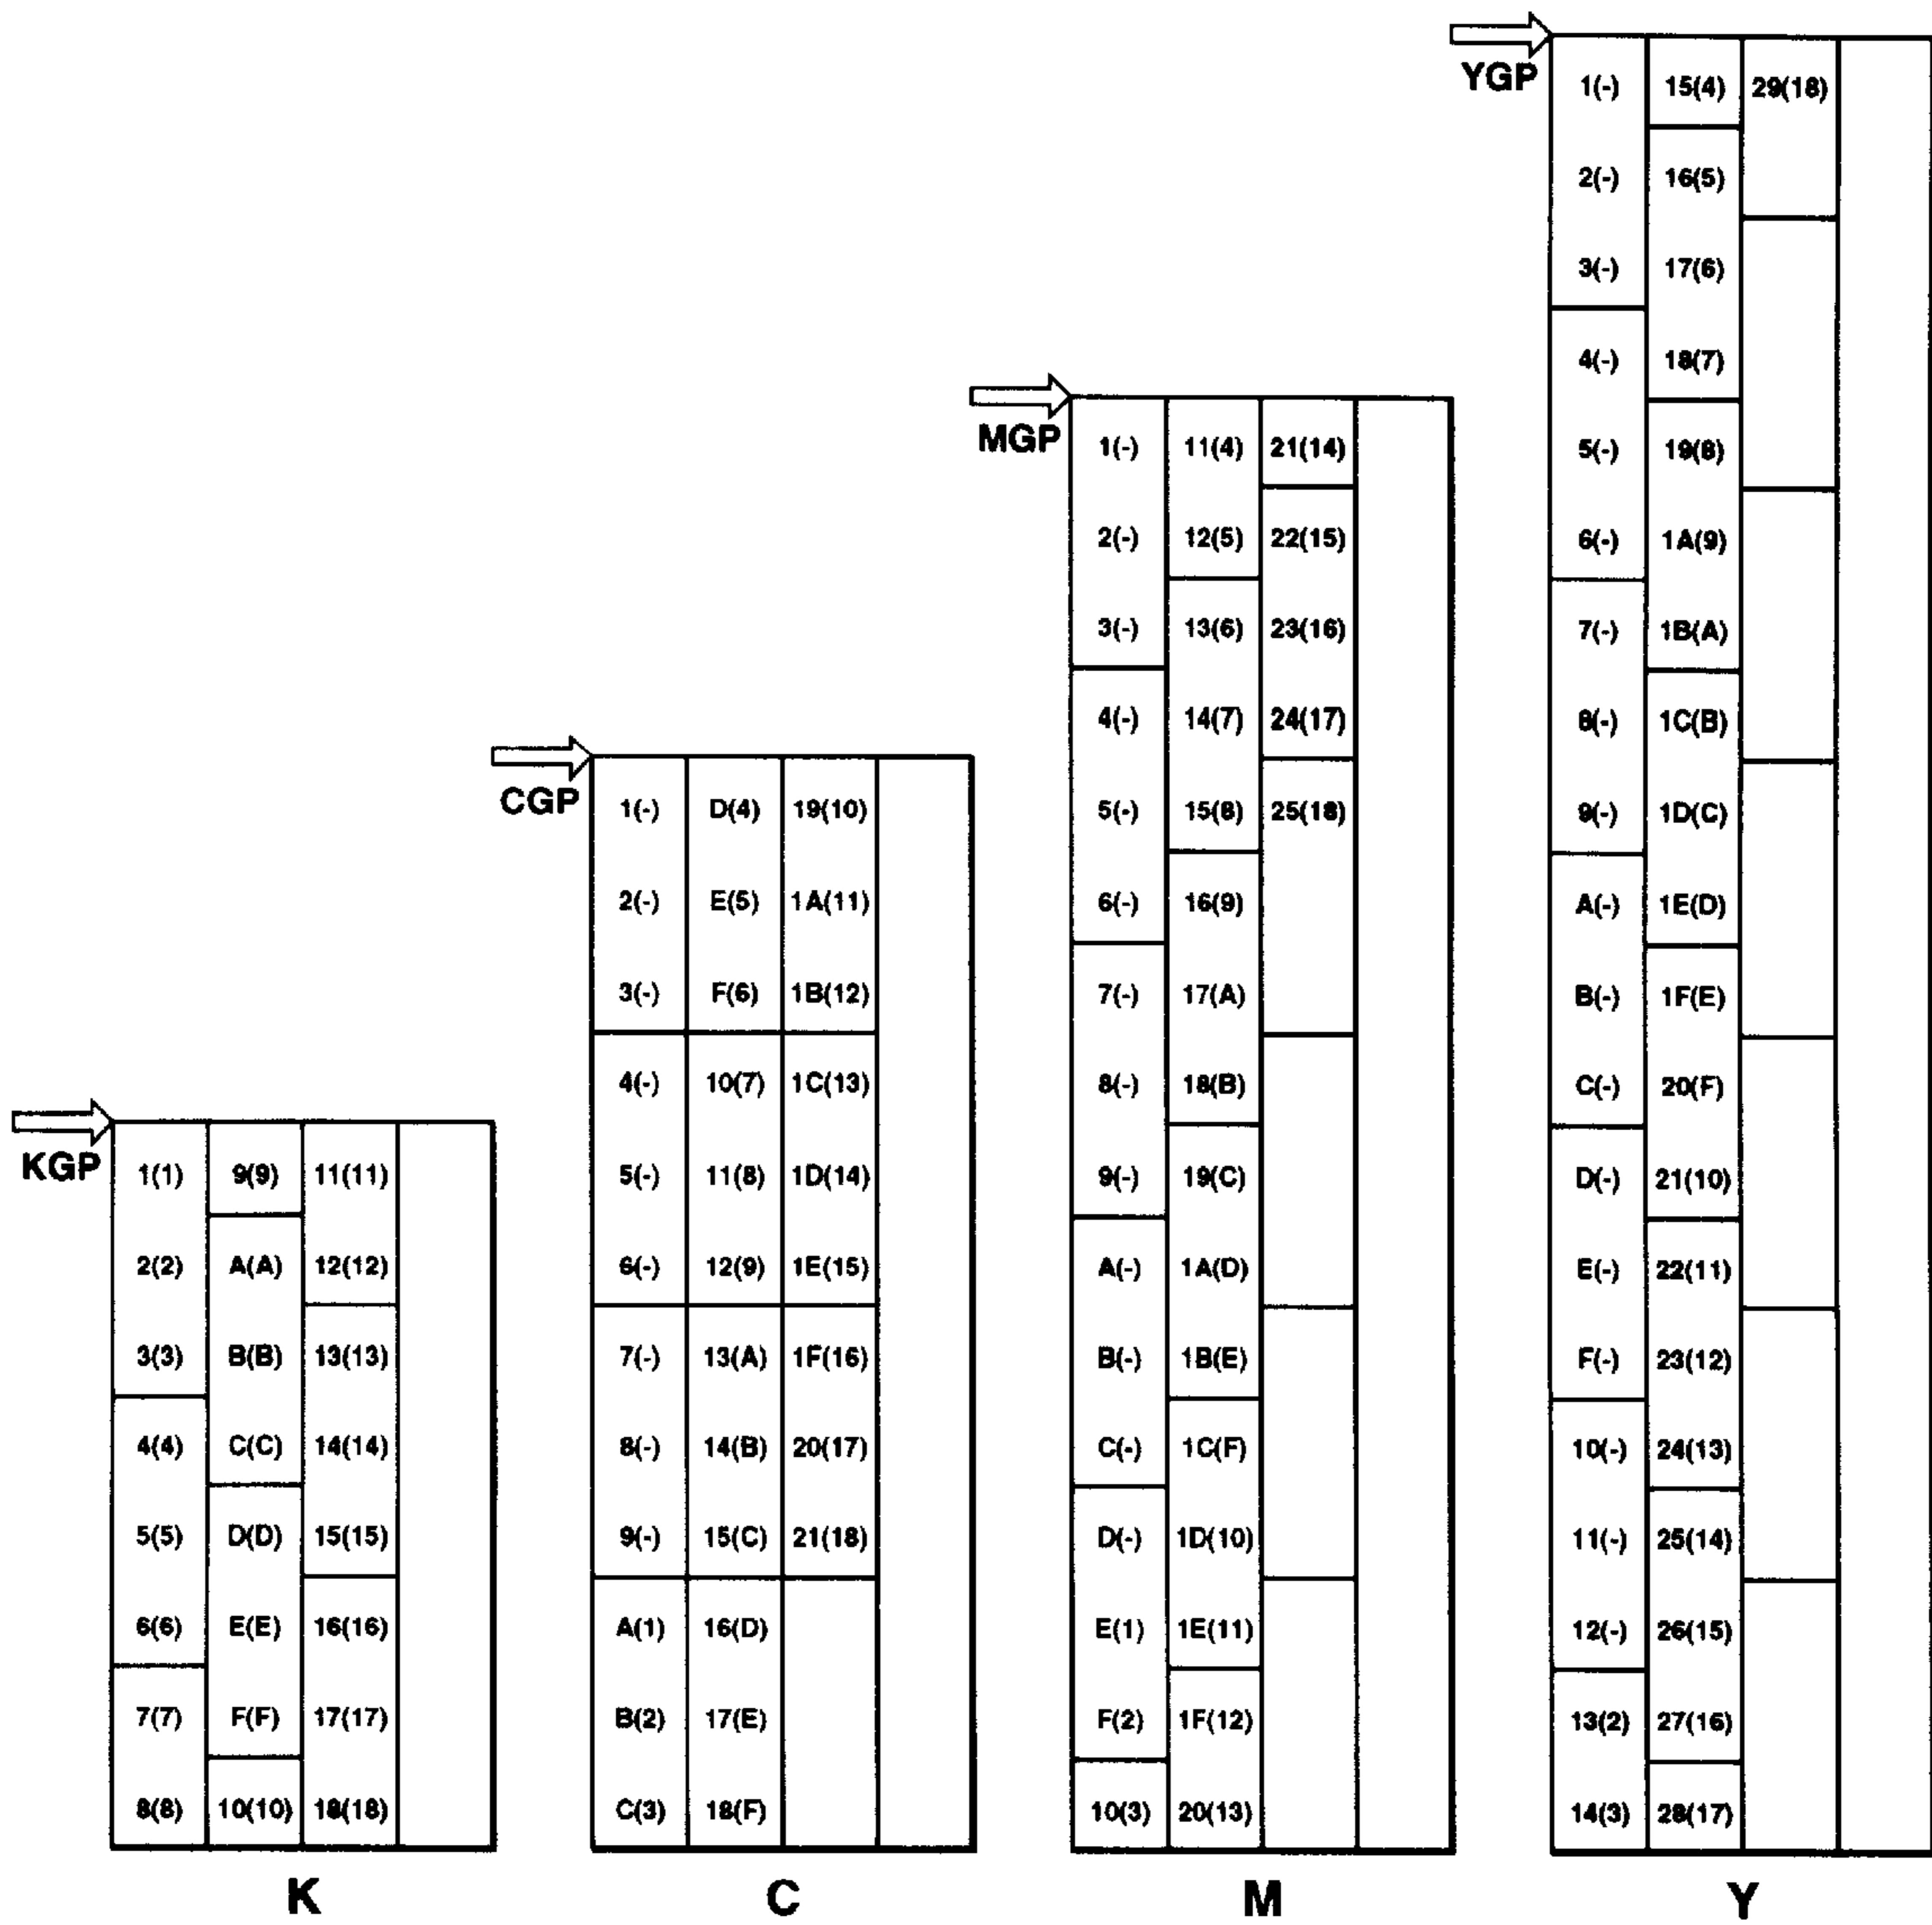 KGP
1(1) 9(9) 11(11)
2(2) A(A) 12(12)
3(3) B(B) 13(13)
4(4) C(C) 14(14)
5(5) D(D) 15(15)
6(6) E(E) 16(16)
7(7) F(F) 17(17)
8(8) 10(10) 18(18)
K
CGP
1(-) D(4) 19(10)
2(-) E(5) 1A(11)
3(-) F(6) 1B(12)
4(-) 10(7) 1C(13)
5(-) 11(8) 1D(14)
6(-) 12(9) 1E(15)
7(-) 13(A) 1F(16)
8(-) 14(B) 20(17)
9(-) 15(C) 21(18)
A(1) 16(D)
B(2) 17(E)
C(3) 18(F)
C
MGP
1(-) 11(4) 21(14)
2(-) 12(5) 22(15)
3(-) 13(6) 23(16)
4(-) 14(7) 24(17)
5(-) 15(8) 25(18)
6(-) 16(9)
7(-) 17(A)
8(-) 18(B)
9(-) 19(C)
A(-) 1A(D)
B(-) 1B(E)
C(-) 1C(F)
D(-) 1D(10)
E(1) 1E(11)
F(2) 1F(12)
10(3) 20(13)
M
YGP
1(-) 15(4) 29(18)
2(-) 16(5)
3(-) 17(6)
4(-) 18(7)
5(-) 19(8)
6(-) 1A(9)
7(-) 1B(A)
8(-) 1C(B)
9(-) 1D(C)
A(-) 1E(D)
B(-) 1F(E)
C(-) 20(F)
D(-) 21(10)
E(-) 22(11)
F(-) 23(12)
10(-) 24(13)
11(-) 25(14)
12(-) 26(15)
13(2) 27(16)
14(3) 28(17)
Y